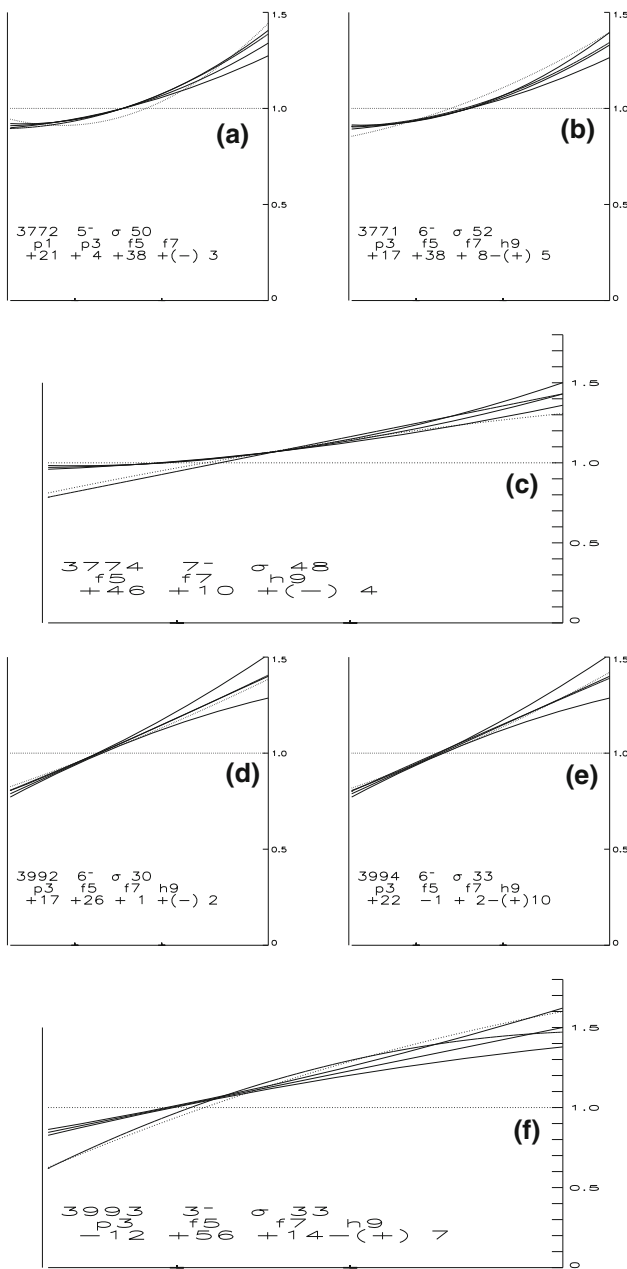 1.5
1.0
(a)
0.5
3772 5- σ 50
p1 p3 f5 f7
+21 + 4 +38 +(-) 3
0
1.5
1.0
(b)
0.5
3771 6- σ 52
p3 f5 f7 h9
+17 +38 + 8-(+) 5
0
1.5
1.0
(c)
0.5
3774 7- σ 48
f5 f7 h9
+46 +10 +(-) 4
0
1.5
1.0
(d)
0.5
3992 6- σ 30
p3 f5 f7 h9
+17 +26 + 1 +(-) 2
0
1.5
1.0
(e)
0.5
3994 6- σ 33
p3 f5 f7 h9
+22 -1 + 2-(+)10
0
1.5
1.0
(f)
0.5
3993 3- σ 33
p3 f5 f7 h9
-12 +56 +14-(+) 7
0